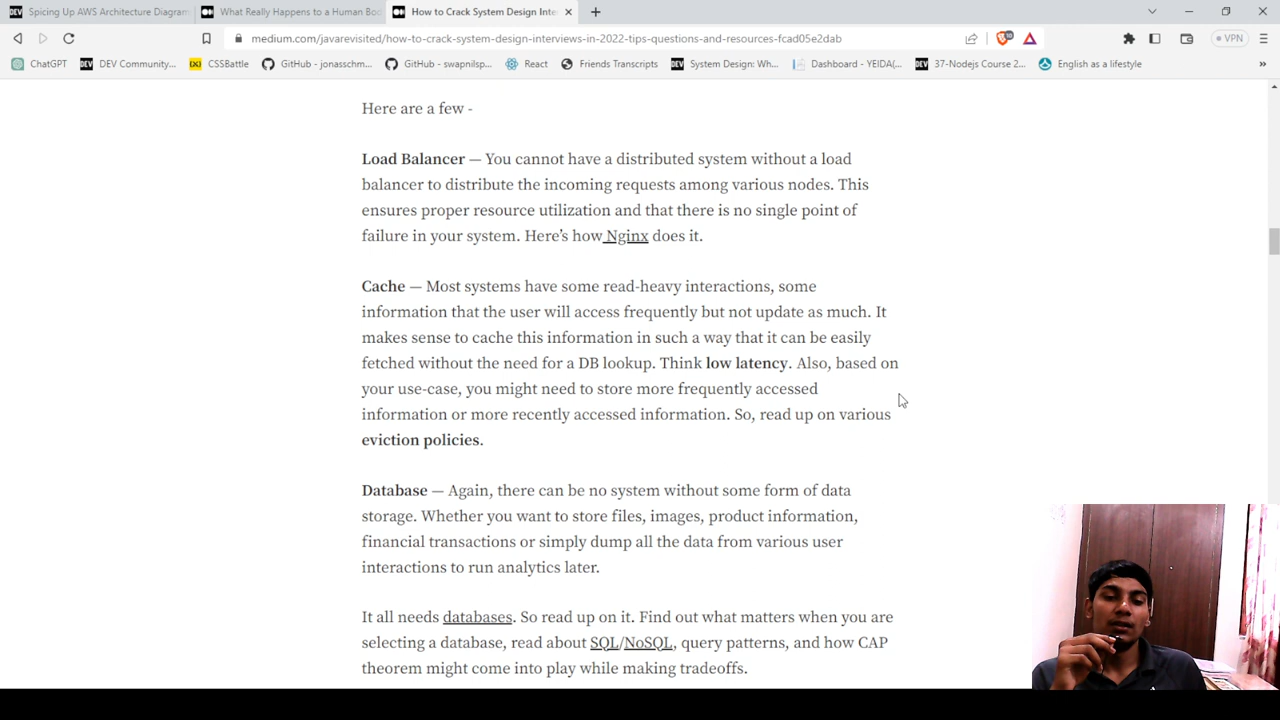 Spicing Up AWS Architecture Diagram
What Really Happens to a Human Bo
How to Crack System Design Inte
medium.com/javarevisited/how-to-crack-system-design-interviews-in-2022-tips-questions-and-resources-fcad05e2dab
VPN
ChatGPT
DEV Community...
CSSBattle
GitHub - jonasschm...
GitHub - swapnilsp...
React
Friends Transcripts
System Design: Wh...
Dashboard - YEIDA(...
37-Nodejs Course 2...
English as a lifestyle
Here are a few -
Load Balancer — You cannot have a distributed system without a load
balancer to distribute the incoming requests among various nodes. This
ensures proper resource utilization and that there is no single point of
failure in your system. Here’s how Nginx does it.
Cache — Most systems have some read-heavy interactions, some
information that the user will access frequently but not update as much. It
makes sense to cache this information in such a way that it can be easily
fetched without the need for a DB lookup. Think low latency. Also, based on
your use-case, you might need to store more frequently accessed
information or more recently accessed information. So, read up on various
eviction policies.
Database — Again, there can be no system without some form of data
storage. Whether you want to store files, images, product information,
financial transactions or simply dump all the data from various user
interactions to run analytics later.
It all needs databases. So read up on it. Find out what matters when you are
selecting a database, read about SQL/NoSQL, query patterns, and how CAP
theorem might come into play while making tradeoffs.